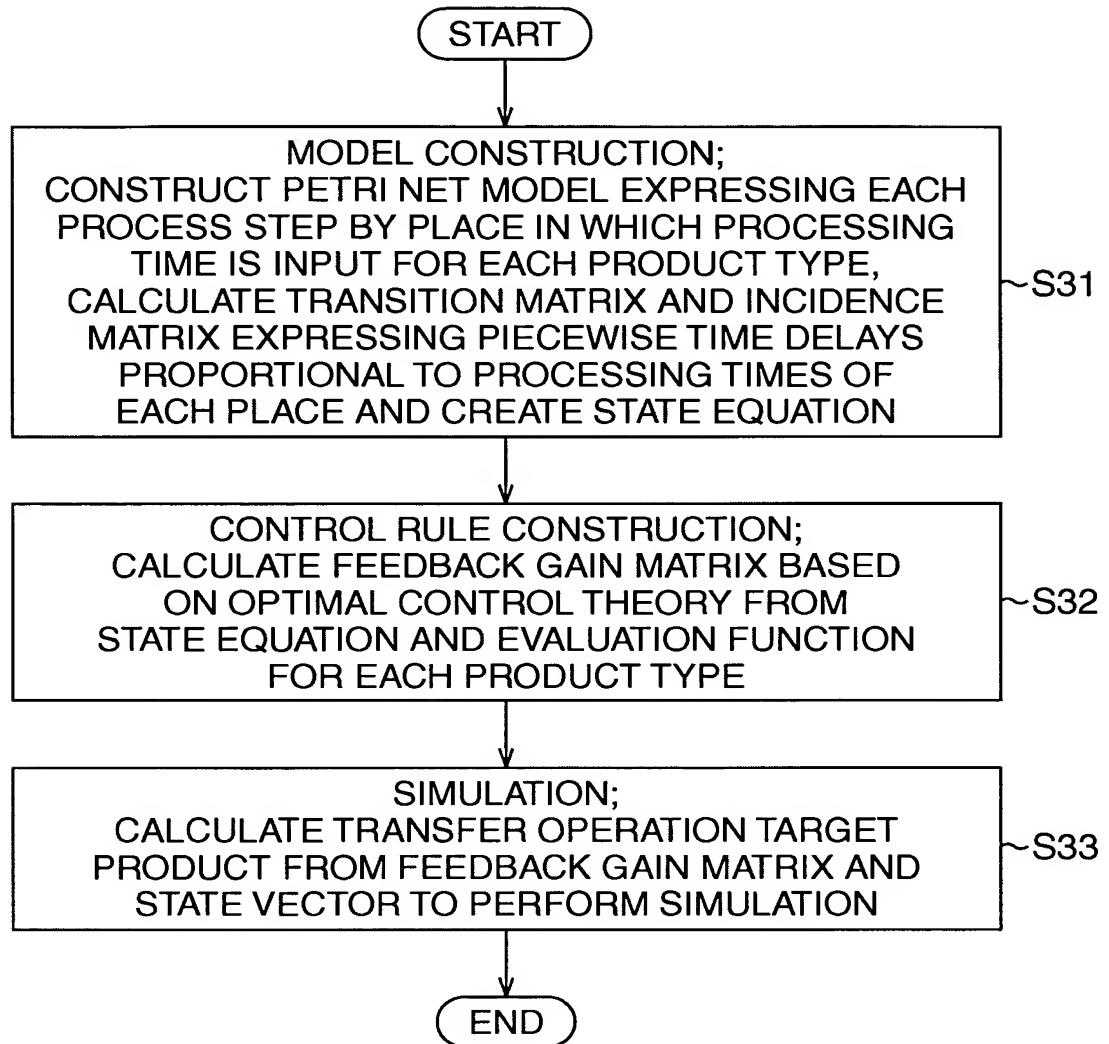 START
MODEL CONSTRUCTION;
CONSTRUCT PETRI NET MODEL EXPRESSING EACH
PROCESS STEP BY PLACE IN WHICH PROCESSING
TIME IS INPUT FOR EACH PRODUCT TYPE,
CALCULATE TRANSITION MATRIX AND INCIDENCE
MATRIX EXPRESSING PIECEWISE TIME DELAYS
PROPORTIONAL TO PROCESSING TIMES OF
EACH PLACE AND CREATE STATE EQUATION
~S31
CONTROL RULE CONSTRUCTION;
CALCULATE FEEDBACK GAIN MATRIX BASED
ON OPTIMAL CONTROL THEORY FROM
STATE EQUATION AND EVALUATION FUNCTION
FOR EACH PRODUCT TYPE
~S32
SIMULATION;
CALCULATE TRANSFER OPERATION TARGET
PRODUCT FROM FEEDBACK GAIN MATRIX AND
STATE VECTOR TO PERFORM SIMULATION
~S33
END